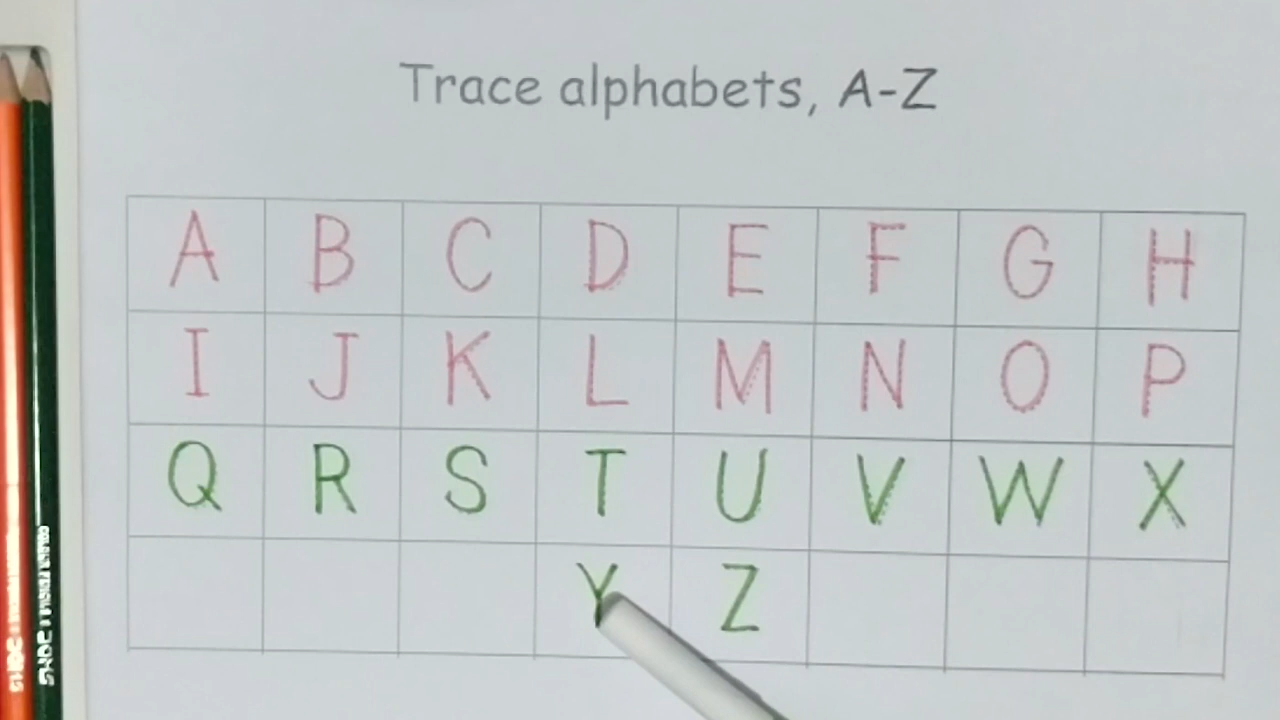 Trace alphabets, A-Z
A B C D E F G H
I J K L M N O P
Q R S T U V W X
Y Z